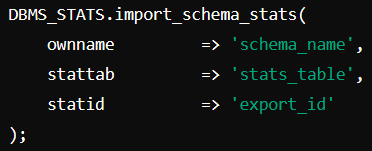 DBMS_STATS.import_schema_stats(
    ownname          => 'schema_name',
    stattab          => 'stats_table',
    statid           => 'export_id'
);